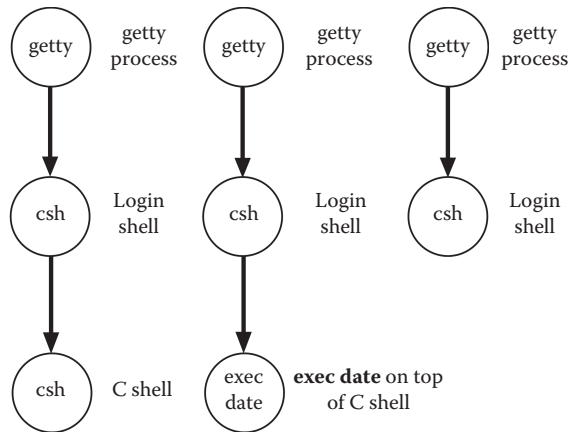 getty
getty
process
getty
getty
process
getty
getty
process
csh
Login
shell
csh
Login
shell
csh
Login
shell
csh
C shell
exec
date
exec date on top
of C shell